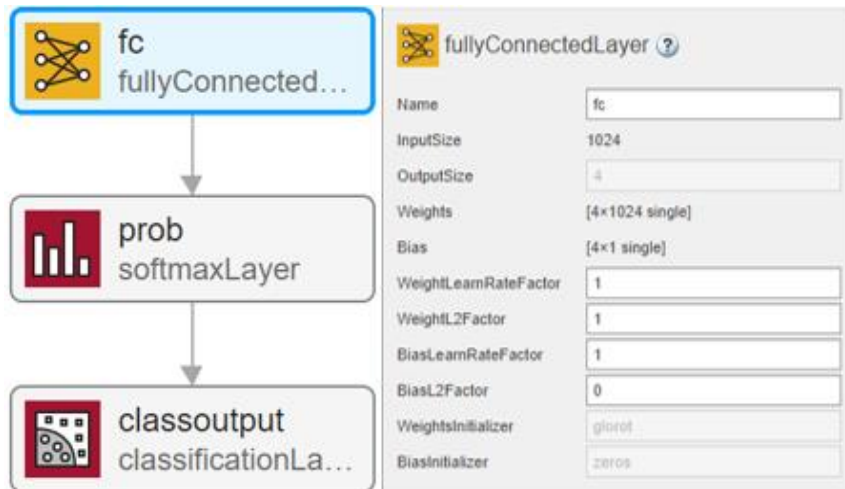 fc
fullyConnected...
prob
softmaxLayer
classoutput
classificationLa...
fullyConnectedLayer ?
Name fc
InputSize 1024
OutputSize 4
Weights [4×1024 single]
Bias [4×1 single]
WeightLearnRateFactor 1
WeightL2Factor 1
BiasLearnRateFactor 1
BiasL2Factor 0
WeightsInitializer glorot
BiasInitializer zeros